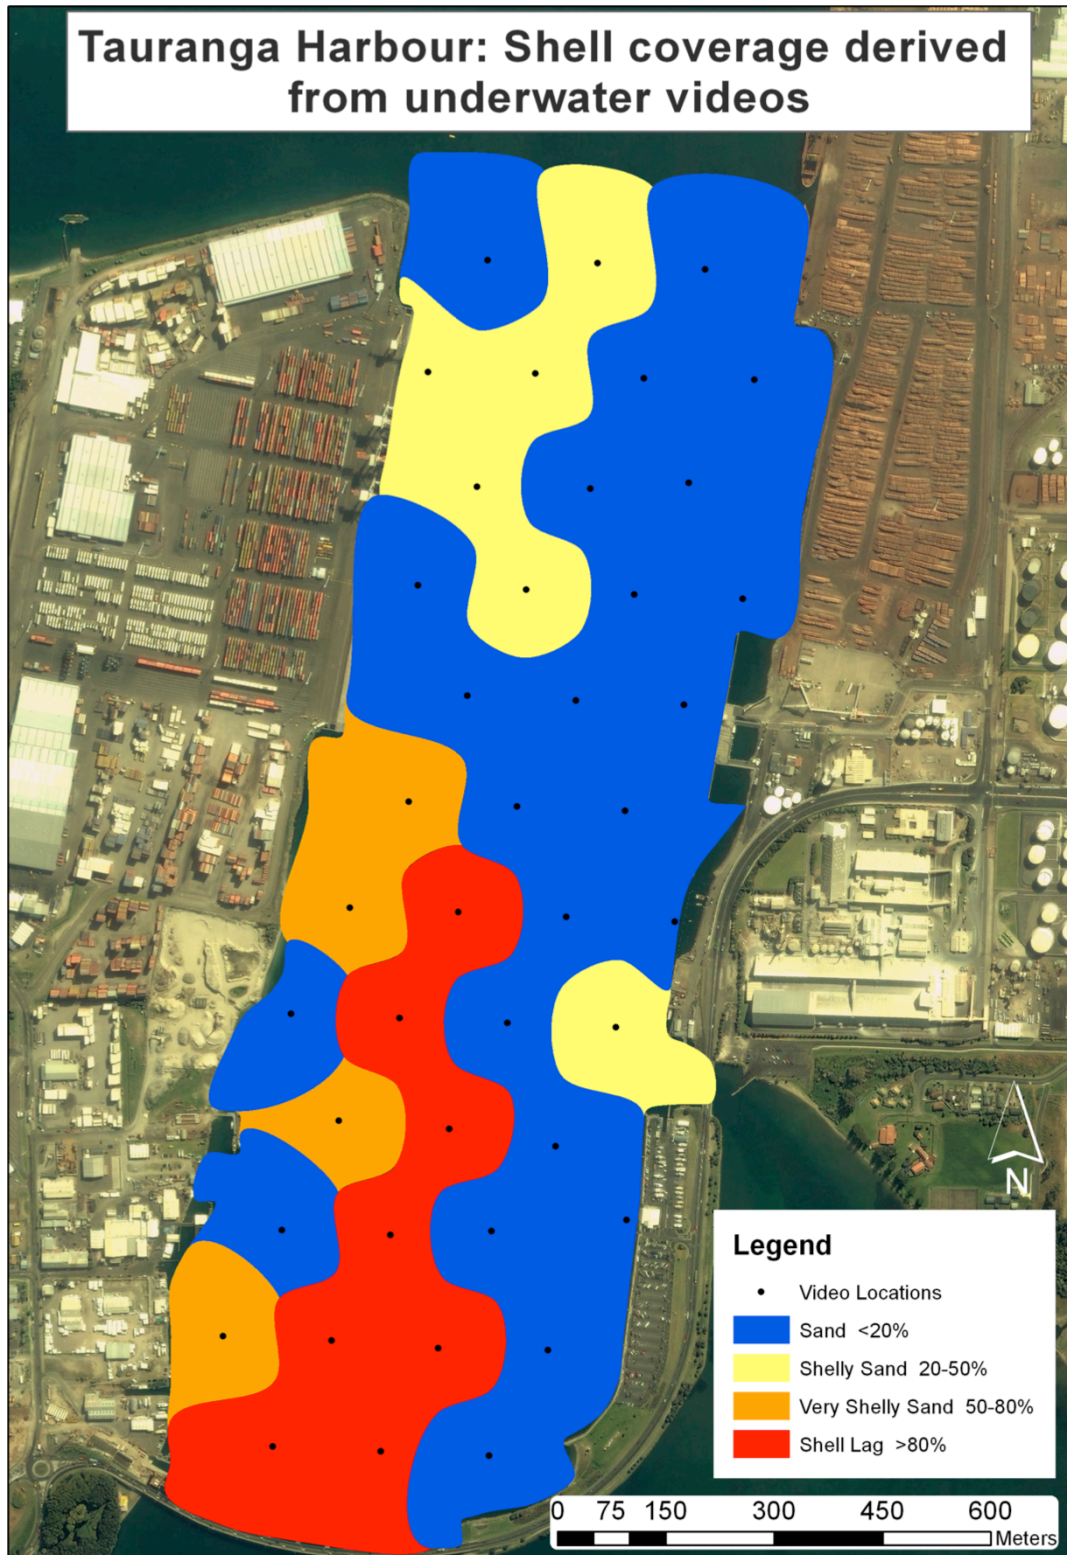 Tauranga Harbour: Shell coverage derived
from underwater videos
N
Legend
Video Locations
Sand <20%
Shelly Sand 20-50%
Very Shelly Sand 50-80%
Shell Lag >80%
0 75 150 300 450 600
Meters